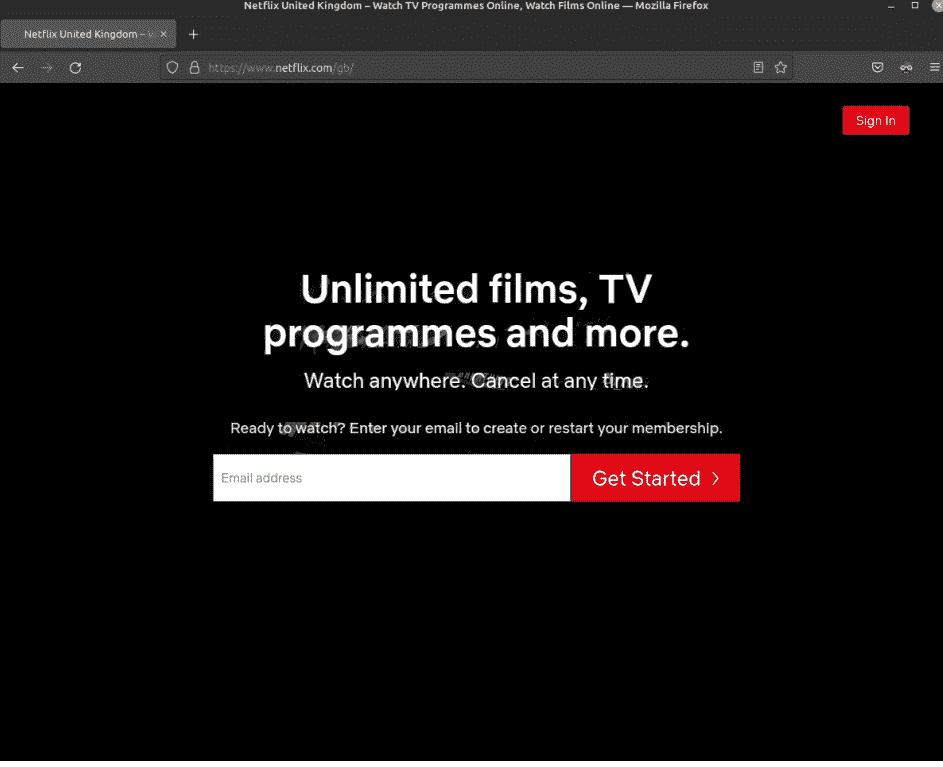 Netflix United Kingdom – Watch TV Programmes Online, Watch Films Online — Mozilla Firefox
Netflix United Kingdom –
https://www.netflix.com/gb/
Sign In
Unlimited films, TV
programmes and more.
Watch anywhere. Cancel at any time.
Ready to watch? Enter your email to create or restart your membership.
Email address
Get Started